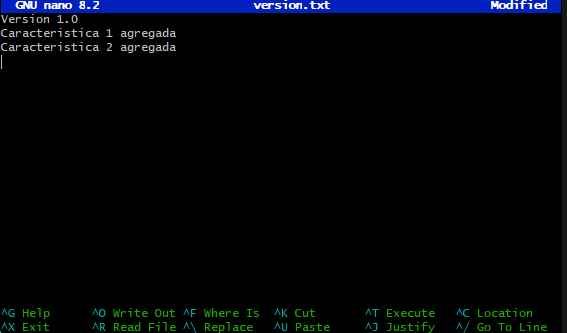 GNU nano 8.2 version.txt Modified
Version 1.0
Caracteristica 1 agregada
Caracteristica 2 agregada
^G Help ^O Write Out ^F Where Is ^K Cut ^T Execute ^C Location
^X Exit ^R Read File ^\ Replace ^U Paste ^J Justify ^/ Go To Line